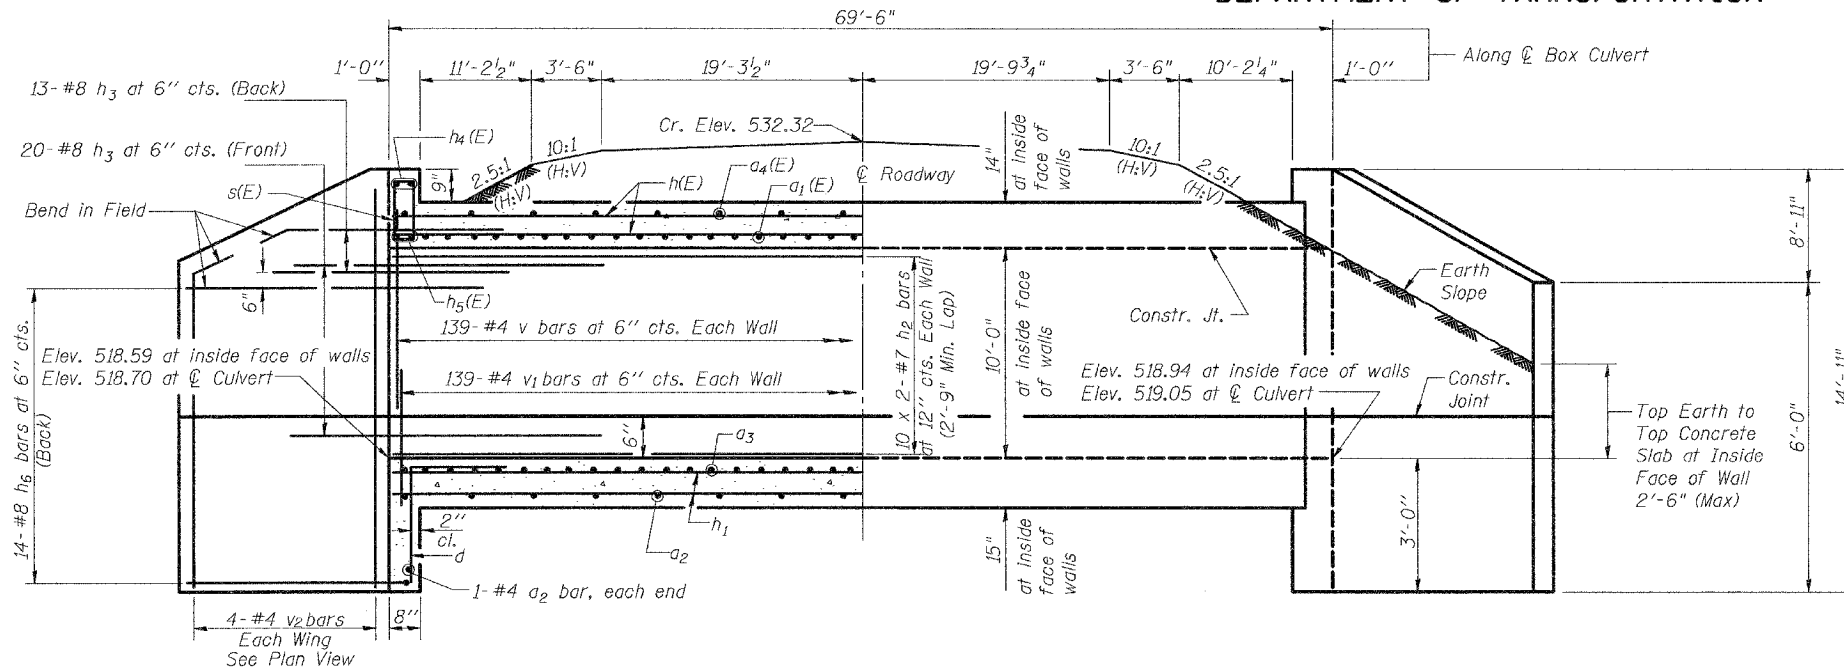 DEPARTMENT OF TRANSPORTATION
69'-6"
Along ℄ Box Culvert
1'-0"
11'-2½"
3'-6"
19'-3½"
19'-9¾"
3'-6"
10'-2¼"
1'-0"
13-#8 h3 at 6" cts. (Back)
20-#8 h3 at 6" cts. (Front)
s(E)
Bend in Field
h4(E)
9"
2.5:1
(H:V)
10:1
(H:V)
Cr. Elev. 532.32
a4(E)
h(E)
a1(E)
℄ Roadway
14"
at inside
face of
walls
10:1
(H:V)
2.5:1
(H:V)
8'-11"
6"
h5(E)
139-#4 v bars at 6" cts. Each Wall
Elev. 518.59 at inside face of walls
Elev. 518.70 at ℄ Culvert
139-#4 v1 bars at 6" cts. Each Wall
10 x 2-#7 h2 bars
at 12" cts. Each Wall
(2'-9" Min. Lap)
10'-0"
at inside face
of walls
Constr. Jt.
Earth
Slope
Elev. 518.94 at inside face of walls
Elev. 519.05 at ℄ Culvert
Constr.
Joint
Top Earth to
Top Concrete
Slab at Inside
Face of Wall
2'-6" (Max)
6'-0"
14'-11"
14-#8 h6 bars at 6" cts.
(Back)
6"
a3
h1
a2
2"
cl.
d
1-#4 a2 bar, each end
15"
at inside
face of
walls
3'-0"
4-#4 v2 bars
Each Wing
See Plan View
8"